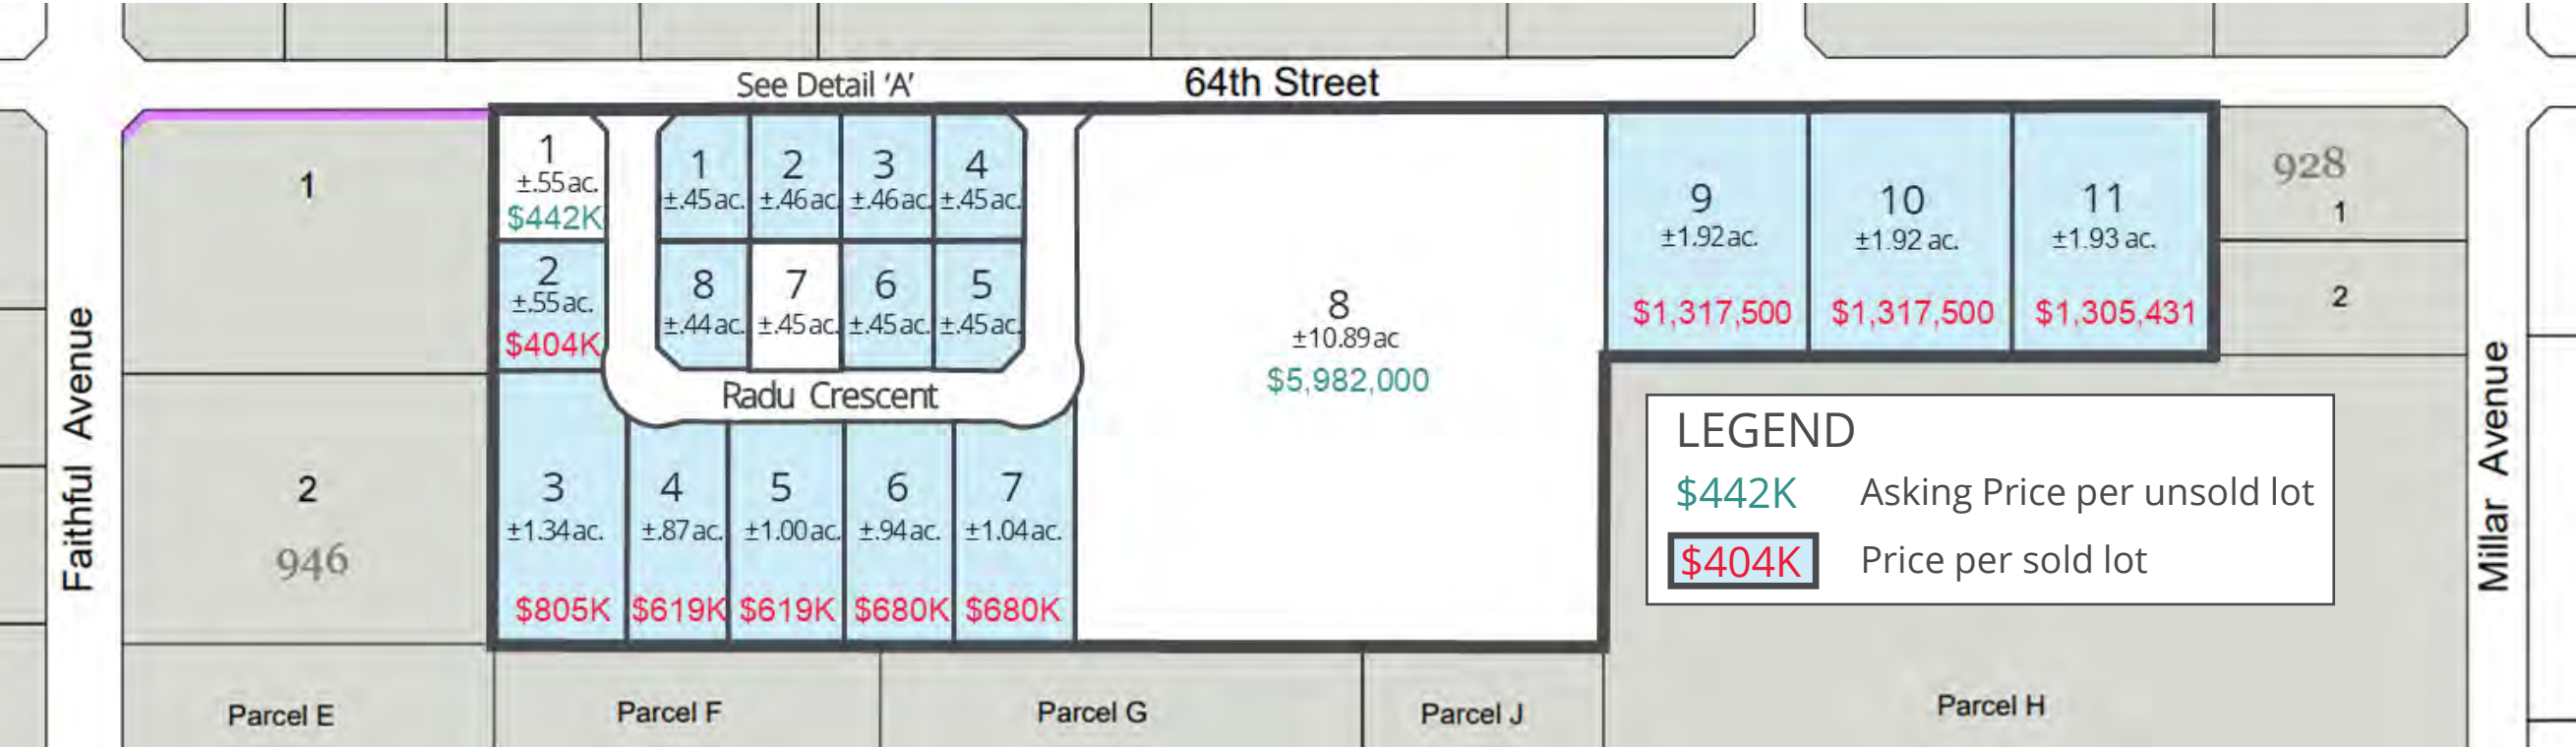 See Detail 'A'
64th Street
Faithful Avenue
1
2
946
1
±.55ac.
$442K
2
±.55ac.
$404K
1
±.45ac.
2
±.46ac.
3
±.46ac.
4
±.45ac.
8
±.44ac.
7
±.45ac.
6
±.45ac.
5
±.45ac.
Radu Crescent
3
±1.34ac.
$805K
4
±.87ac.
$619K
5
±1.00ac.
$619K
6
±.94ac.
$680K
7
±1.04ac.
$680K
8
±10.89ac
$5,982,000
9
±1.92ac.
$1,317,500
10
±1.92 ac.
$1,317,500
11
±1.93 ac.
$1,305,431
928
1
2
Millar Avenue
LEGEND
$442K Asking Price per unsold lot
$404K Price per sold lot
Parcel E
Parcel F
Parcel G
Parcel J
Parcel H